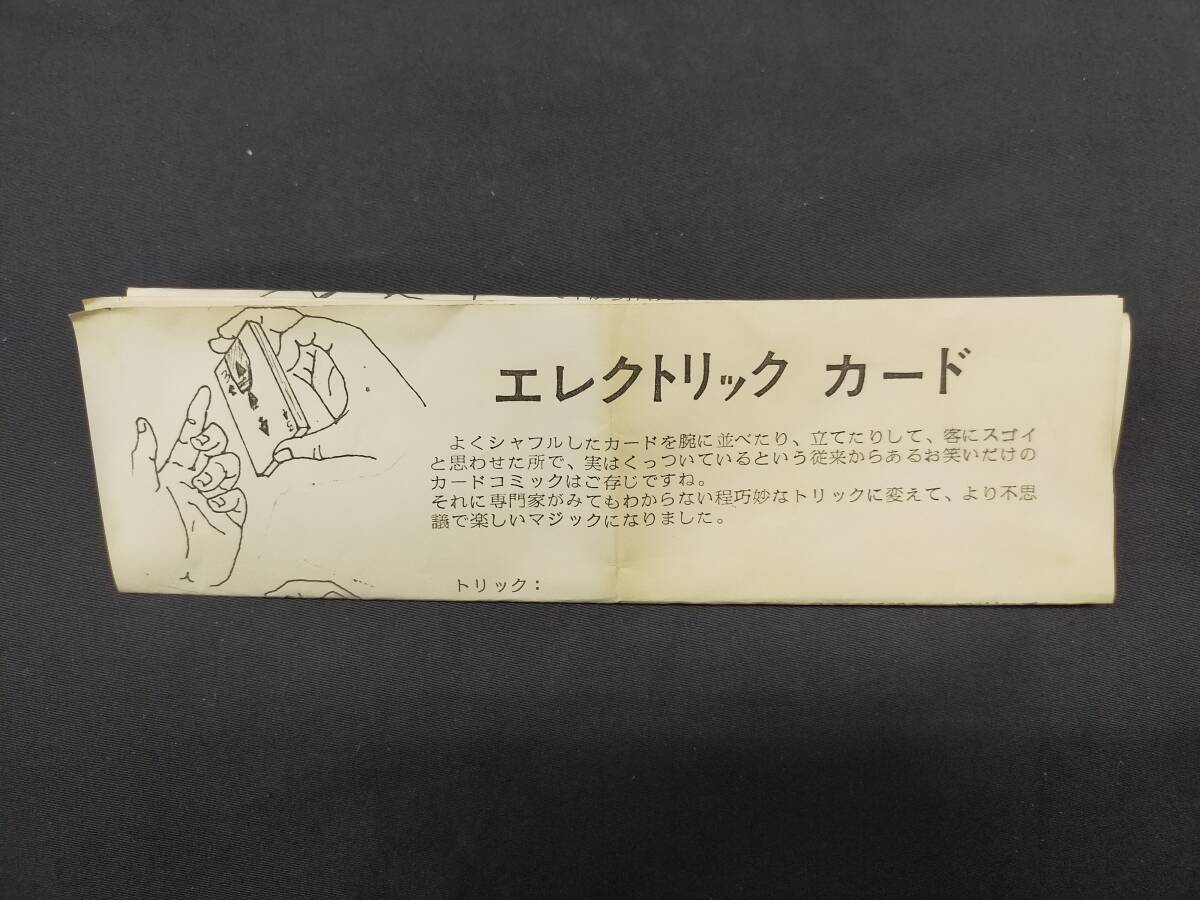 エレクトリック カード
よくシャフルしたカードを腕に並べたり、立てたりして、客にスゴイ
と思わせた所で、実はくっついているという従来からあるお笑いだけの
カードコミックはご存じですね。
それに専門家がみてもわからない程巧妙なトリックに変えて、より不思
議で楽しいマジックになりました。
トリック：